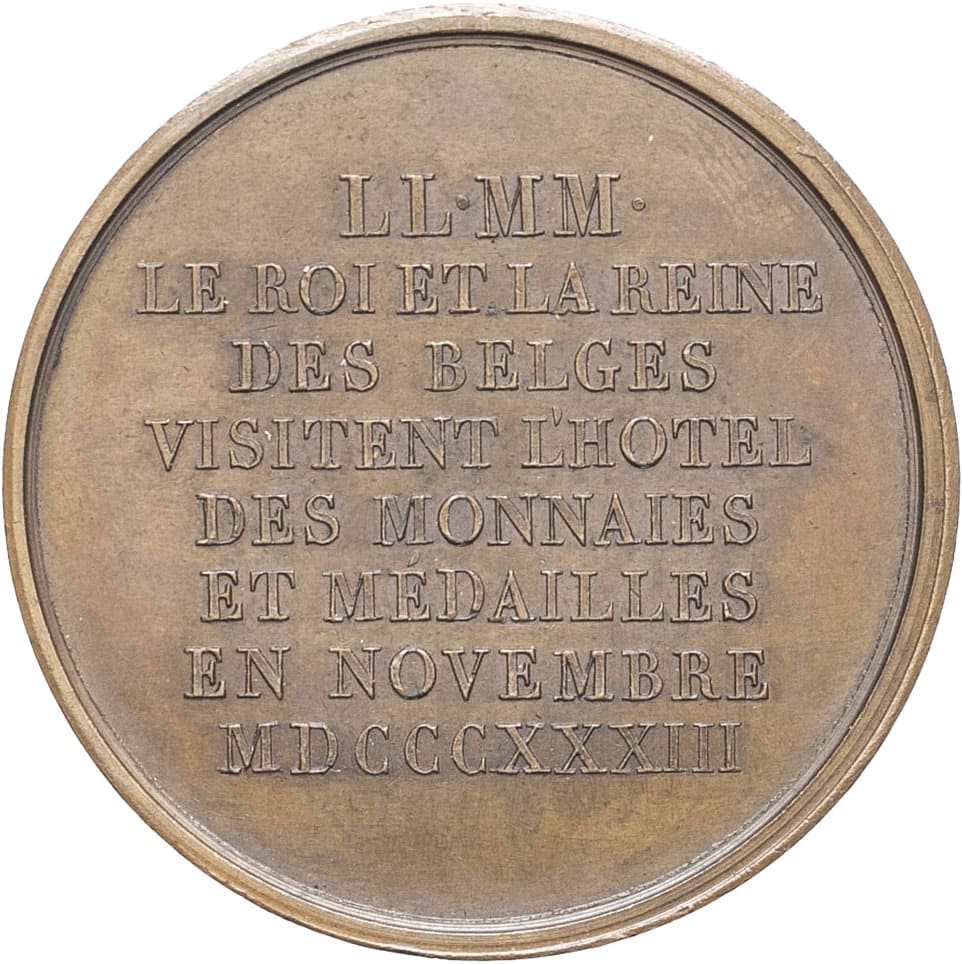 LL·MM·
LE ROI ET LA REINE
DES BELGES
VISITENT L'HOTEL
DES MONNAIES
ET MÉDAILLES
EN NOVEMBRE
MDCCCXXXIII